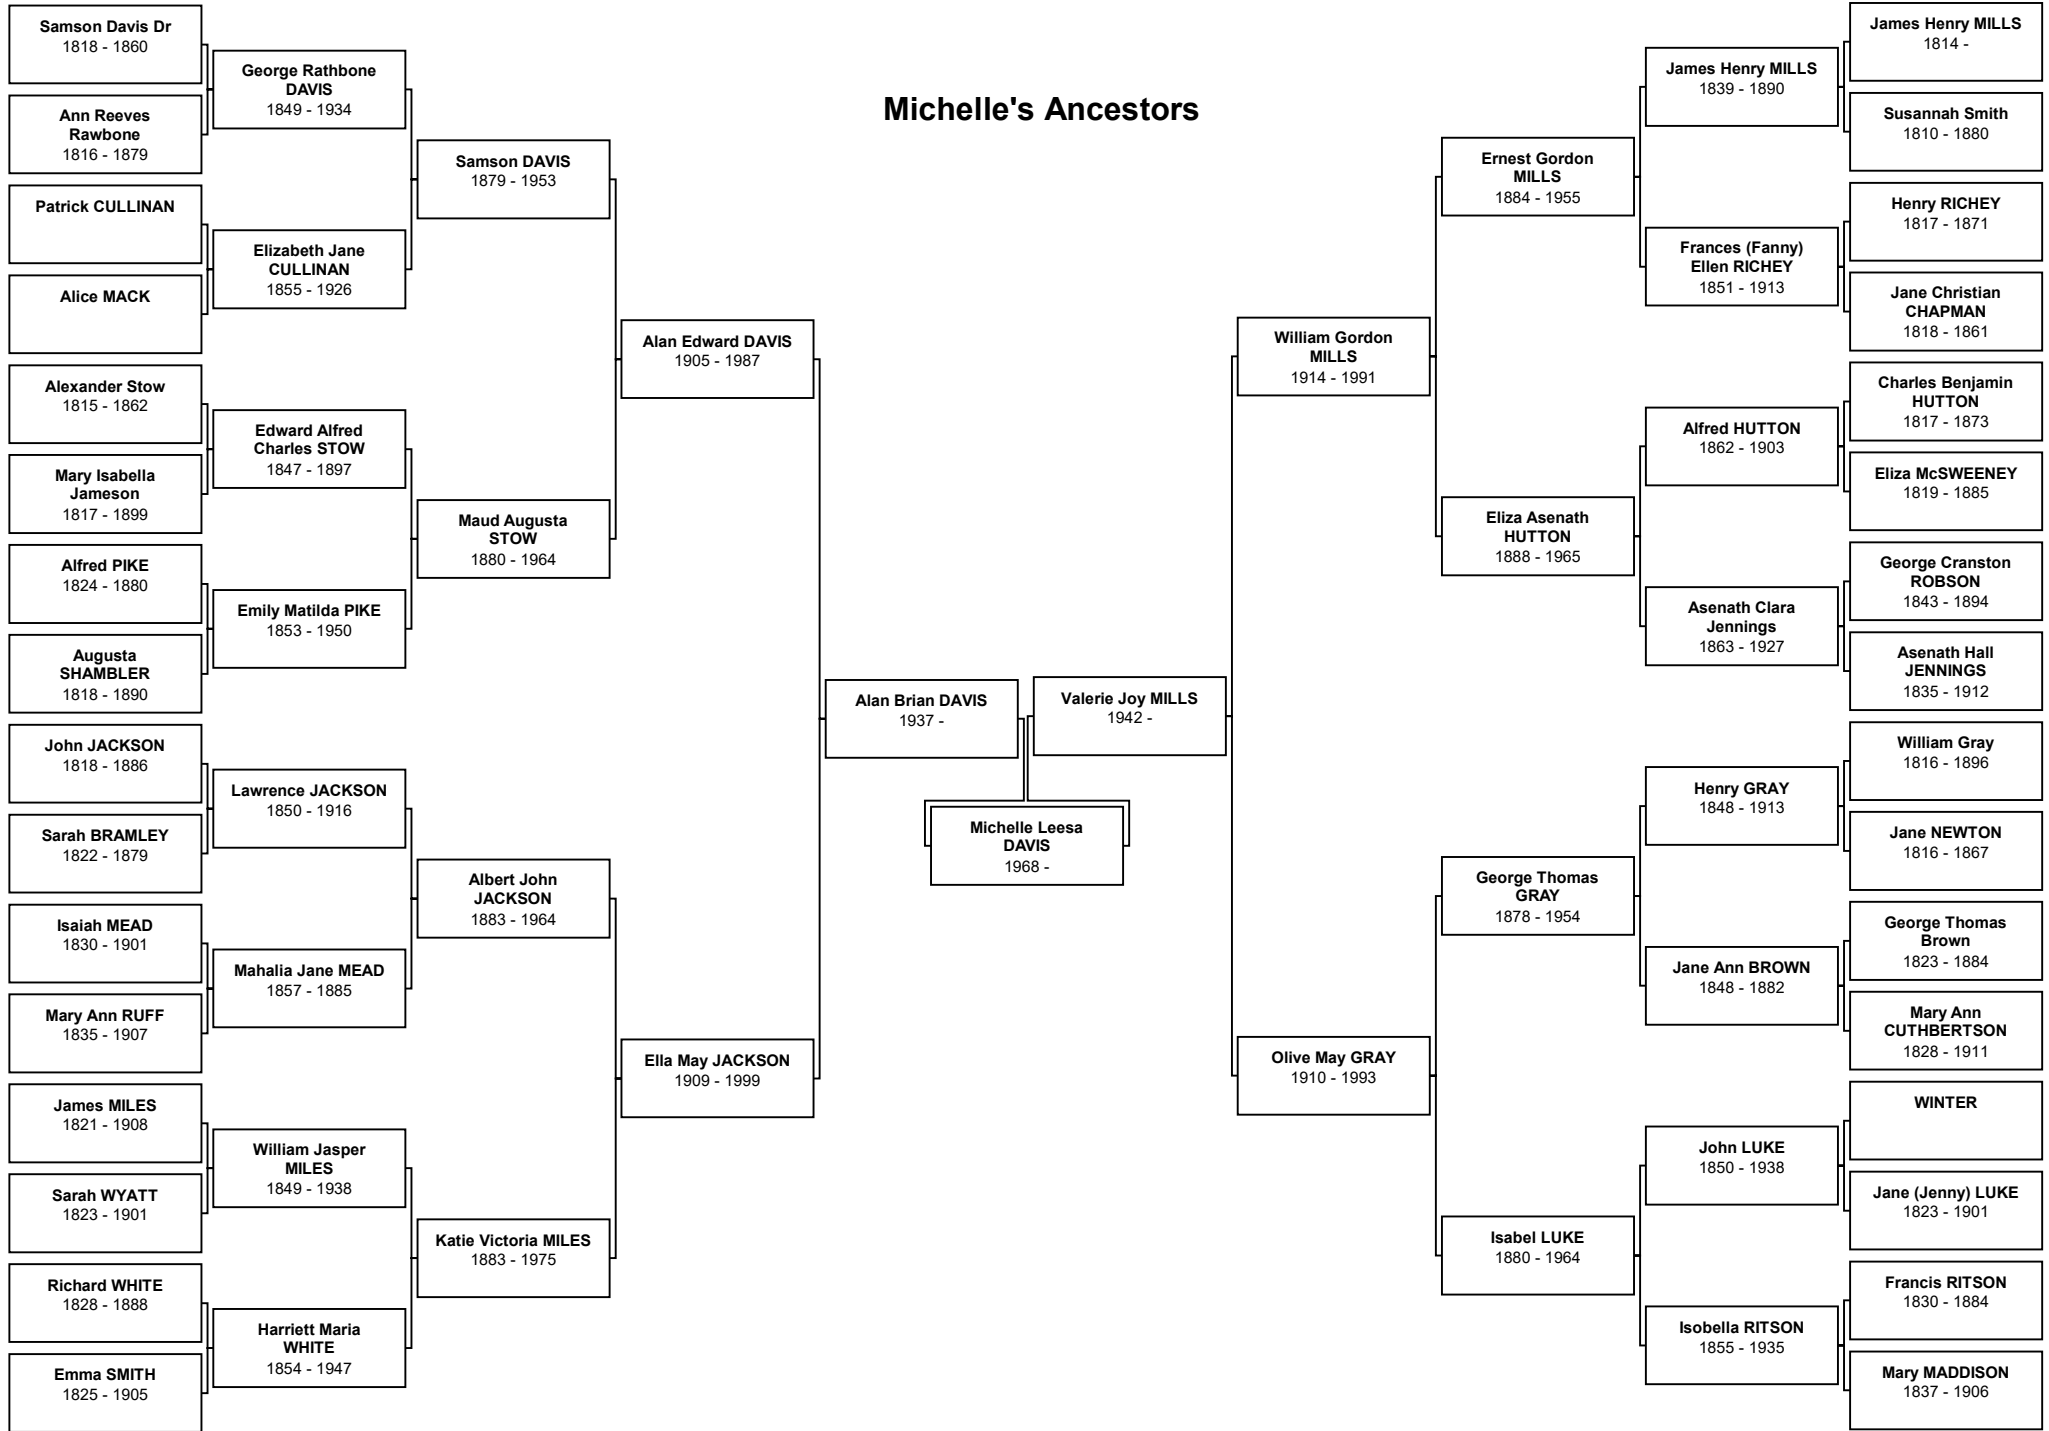 Michelle's Ancestors
Samson Davis Dr
1818 - 1860
Ann Reeves
Rawbone
1816 - 1879
Patrick CULLINAN
Alice MACK
Alexander Stow
1815 - 1862
Mary Isabella
Jameson
1817 - 1899
Alfred PIKE
1824 - 1880
Augusta
SHAMBLER
1818 - 1890
John JACKSON
1818 - 1886
Sarah BRAMLEY
1822 - 1879
Isaiah MEAD
1830 - 1901
Mary Ann RUFF
1835 - 1907
James MILES
1821 - 1908
Sarah WYATT
1823 - 1901
Richard WHITE
1828 - 1888
Emma SMITH
1825 - 1905
George Rathbone
DAVIS
1849 - 1934
Elizabeth Jane
CULLINAN
1855 - 1926
Edward Alfred
Charles STOW
1847 - 1897
Emily Matilda PIKE
1853 - 1950
Lawrence JACKSON
1850 - 1916
Mahalia Jane MEAD
1857 - 1885
William Jasper
MILES
1849 - 1938
Harriett Maria
WHITE
1854 - 1947
Samson DAVIS
1879 - 1953
Maud Augusta
STOW
1880 - 1964
Albert John
JACKSON
1883 - 1964
Katie Victoria MILES
1883 - 1975
Alan Edward DAVIS
1905 - 1987
Ella May JACKSON
1909 - 1999
Alan Brian DAVIS
1937 -
Michelle Leesa
DAVIS
1968 -
Valerie Joy MILLS
1942 -
William Gordon
MILLS
1914 - 1991
Olive May GRAY
1910 - 1993
Ernest Gordon
MILLS
1884 - 1955
Eliza Asenath
HUTTON
1888 - 1965
George Thomas
GRAY
1878 - 1954
Isabel LUKE
1880 - 1964
James Henry MILLS
1839 - 1890
Frances (Fanny)
Ellen RICHEY
1851 - 1913
Alfred HUTTON
1862 - 1903
Asenath Clara
Jennings
1863 - 1927
Henry GRAY
1848 - 1913
Jane Ann BROWN
1848 - 1882
John LUKE
1850 - 1938
Isobella RITSON
1855 - 1935
James Henry MILLS
1814 -
Susannah Smith
1810 - 1880
Henry RICHEY
1817 - 1871
Jane Christian
CHAPMAN
1818 - 1861
Charles Benjamin
HUTTON
1817 - 1873
Eliza McSWEENEY
1819 - 1885
George Cranston
ROBSON
1843 - 1894
Asenath Hall
JENNINGS
1835 - 1912
William Gray
1816 - 1896
Jane NEWTON
1816 - 1867
George Thomas
Brown
1823 - 1884
Mary Ann
CUTHBERTSON
1828 - 1911
WINTER
Jane (Jenny) LUKE
1823 - 1901
Francis RITSON
1830 - 1884
Mary MADDISON
1837 - 1906